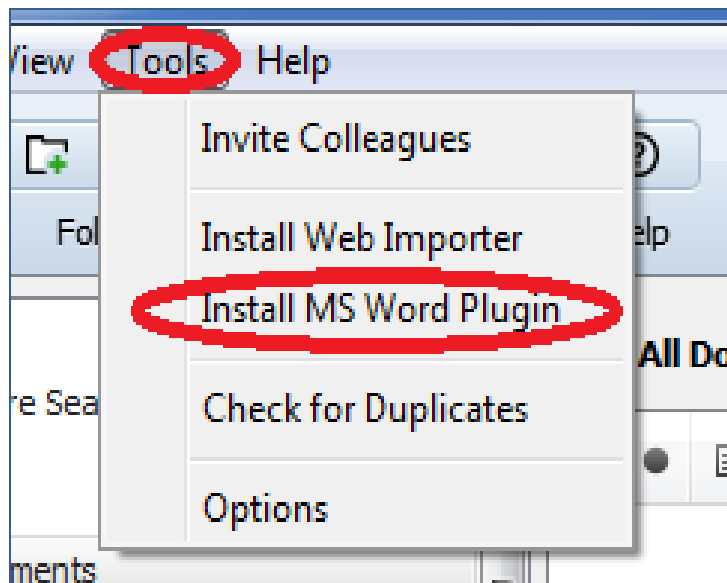 View Tools Help
Invite Colleagues
Fol elp
Install Web Importer
Install MS Word Plugin
All Do
re Sea
Check for Duplicates
Options
ments